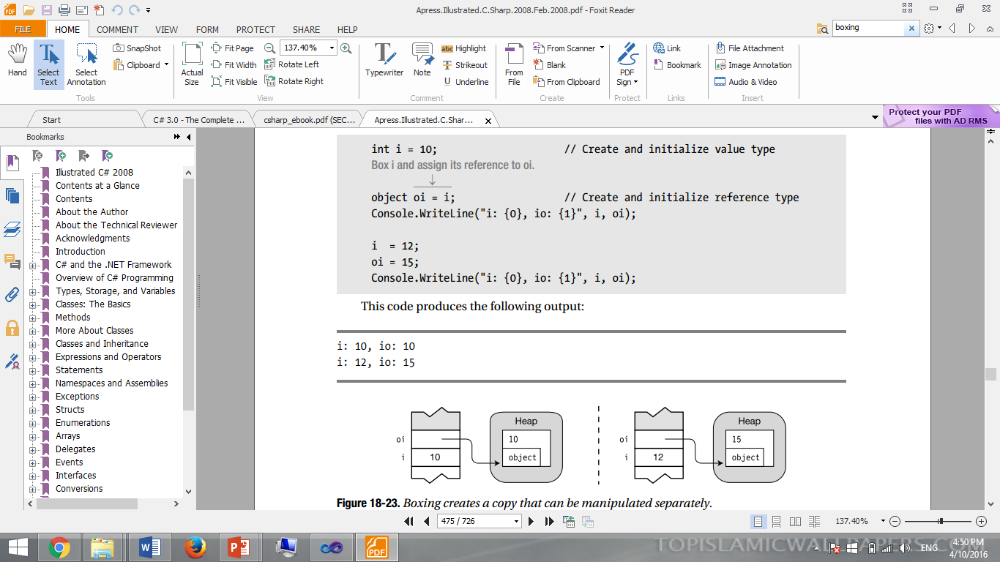 Apress.Illustrated.C.Sharp.2008.Feb.2008.pdf - Foxit Reader
FILE HOME COMMENT VIEW FORM PROTECT SHARE HELP boxing
Hand
Select Text
Select Annotation
SnapShot
Clipboard
Tools
Actual Size
Fit Page
Fit Width
Fit Visible
137.40%
Rotate Left
Rotate Right
View
Typewriter
Note
abc Highlight
Strikeout
U Underline
Comment
From File
From Scanner
Blank
From Clipboard
Create
PDF Sign
Protect
Link
Bookmark
Links
File Attachment
Image Annotation
Audio & Video
Insert
Start C# 3.0 - The Complete ... csharp_ebook.pdf (SEC... Apress.Illustrated.C.Shar...
Protect your PDF
files with AD RMS
Bookmarks
Illustrated C# 2008
Contents at a Glance
Contents
About the Author
About the Technical Reviewer
Acknowledgments
Introduction
C# and the .NET Framework
Overview of C# Programming
Types, Storage, and Variables
Classes: The Basics
Methods
More About Classes
Classes and Inheritance
Expressions and Operators
Statements
Namespaces and Assemblies
Exceptions
Structs
Enumerations
Arrays
Delegates
Events
Interfaces
Conversions
int i = 10; // Create and initialize value type
Box i and assign its reference to oi.
object oi = i; // Create and initialize reference type
Console.WriteLine("i: {0}, io: {1}", i, oi);
i = 12;
oi = 15;
Console.WriteLine("i: {0}, io: {1}", i, oi);
This code produces the following output:
i: 10, io: 10
i: 12, io: 15
Heap
oi 10
i 10 object
Heap
oi 15
i 12 object
Figure 18-23. Boxing creates a copy that can be manipulated separately.
475 / 726
137.40%
PDF
TOPISLAMICWALLPAPERS.COM
ENG
4:50 PM
4/10/2016